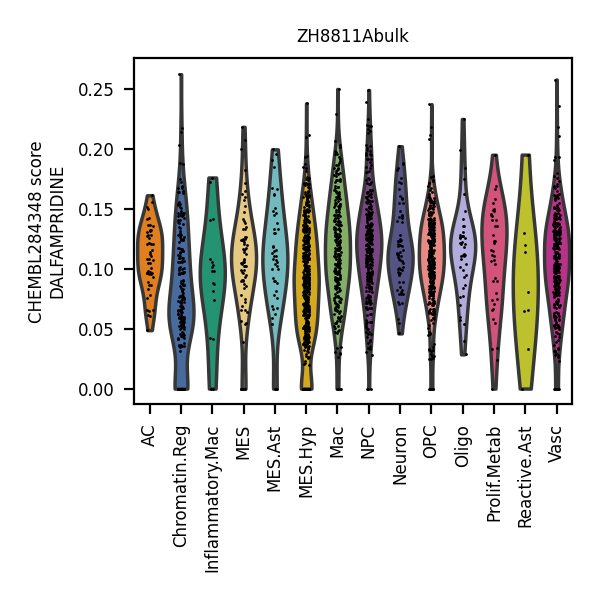 ZH8811Abulk
CHEMBL284348 score
DALFAMPRIDINE
0.25
0.20
0.15
0.10
0.05
0.00
AC
Chromatin.Reg
Inflammatory.Mac
MES
MES.Ast
MES.Hyp
Mac
NPC
Neuron
OPC
Oligo
Prolif.Metab
Reactive.Ast
Vasc